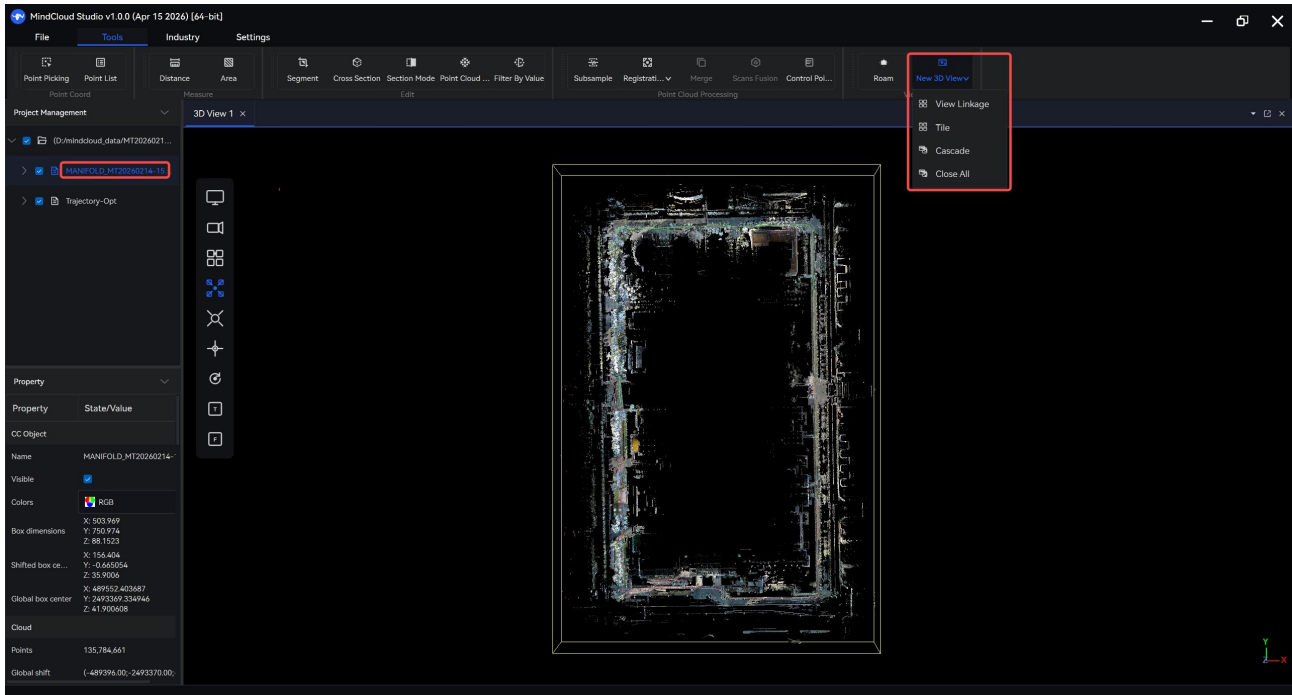 MindCloud Studio v1.0.0 (Apr 15 2026) [64-bit]
File Tools Industry Settings
Point Picking Point List Distance Area Segment Cross Section Section Mode Point Cloud ... Filter By Value Subsample Registrati... Merge Scans Fusion Control Poi... Roam New 3D View
Point Coord Measure Edit Point Cloud Processing
View Linkage
Tile
Cascade
Close All
Project Management
3D View 1 ×
(D:/mindcloud_data/MT2026021...
MANIFOLD_MT20260214-15
Trajectory-Opt
T
F
Property
Property State/Value
CC Object
Name MANIFOLD_MT20260214-
Visible
Colors RGB
Box dimensions X: 503.969
Y: 750.974
Z: 88.1523
Shifted box ce... X: 156.404
Y: -0.665054
Z: 35.9006
Global box center X: 489552.403687
Y: 2493369.334946
Z: 41.900608
Cloud
Points 135,784,661
Global shift (-489396.00;-2493370.00;-
Y
Z X